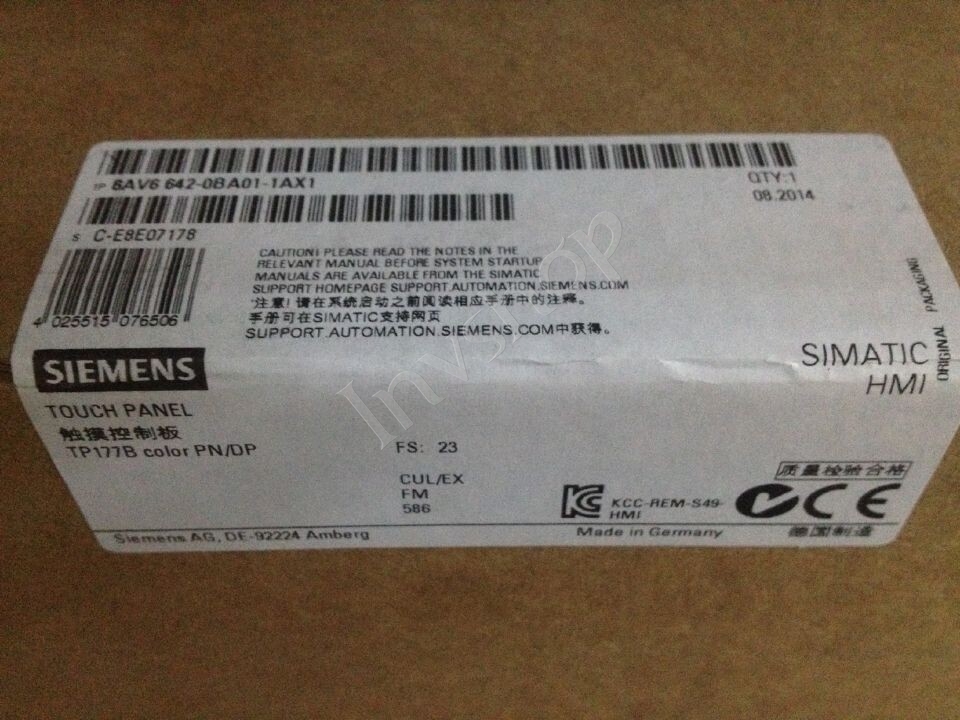 1P 6AV6 642-0BA01-1AX1
QTY:1
08.2014
S C-E8E07178
4 025515 076506
CAUTION! PLEASE READ THE NOTES IN THE
RELEVANT MANUAL BEFORE SYSTEM STARTUP
MANUALS ARE AVAILABLE FROM THE SIMATIC
SUPPORT HOMEPAGE SUPPORT.AUTOMATION.SIEMENS.COM
注意!请在系统启动之前阅读相应手册中的注释。
手册可在SIMATIC支持网页
SUPPORT.AUTOMATION.SIEMENS.COM中获得。
ORIGINAL PACKAGING
SIEMENS
SIMATIC
HMI
TOUCH PANEL
触摸控制板
TP177B color PN/DP
FS: 23
CUL/EX
FM
586
KCC-REM-S49-
HMI
质量检验合格
CE
Siemens AG, DE-92224 Amberg
Made in Germany
德国制造